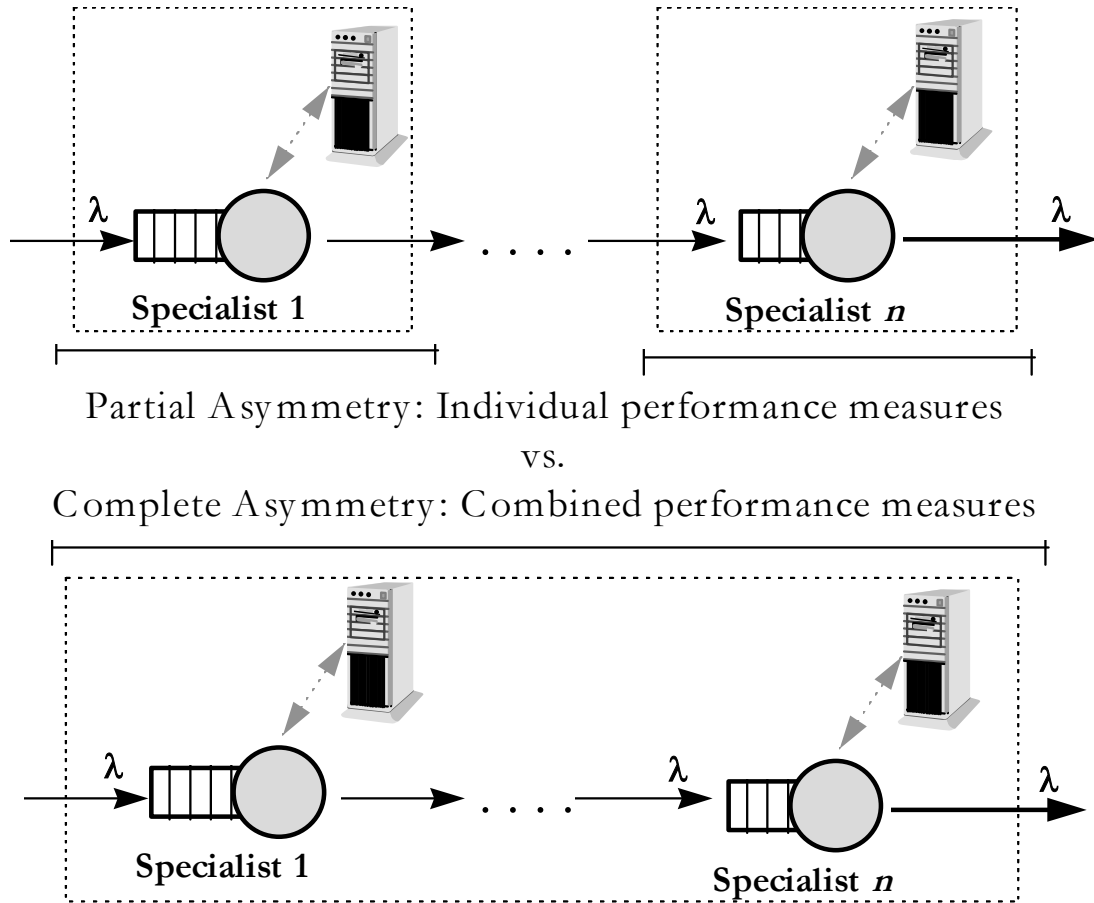 λ
λ
λ
. . . .
Specialist 1
Specialist n
Partial Asymmetry: Individual performance measures
vs.
Complete Asymmetry: Combined performance measures
λ
λ
λ
. . . .
Specialist 1
Specialist n